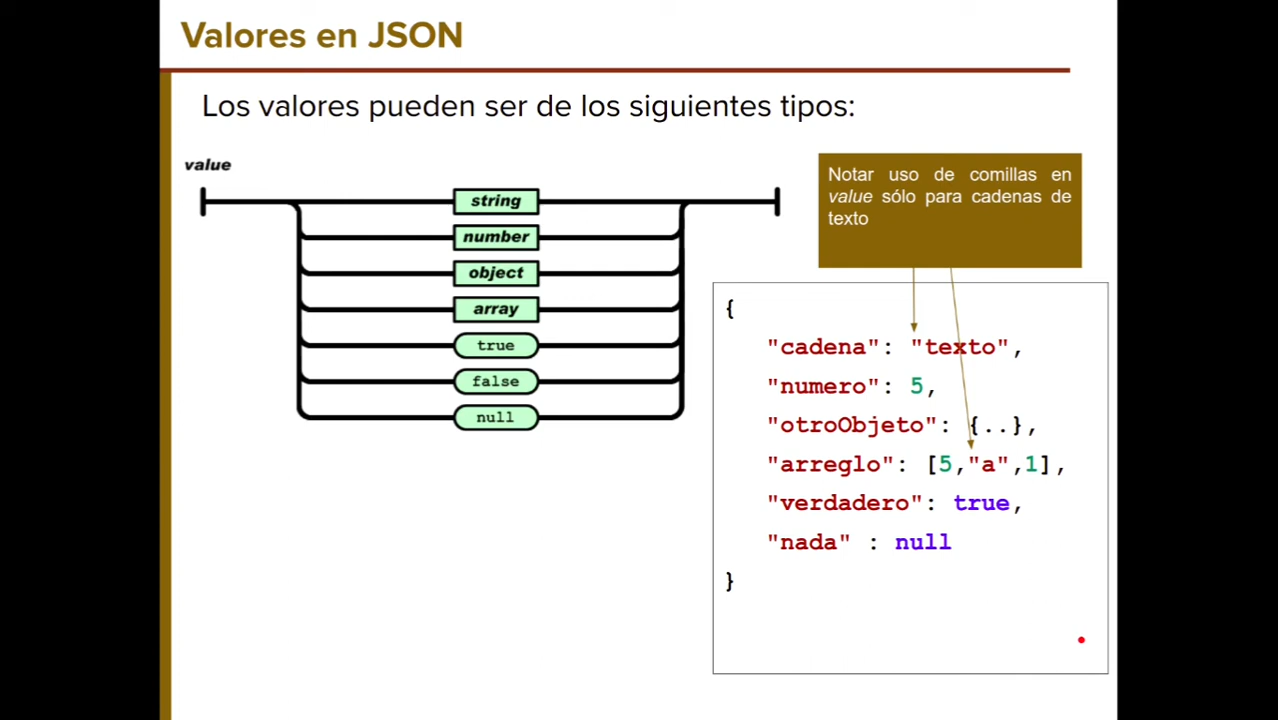 Valores en JSON
Los valores pueden ser de los siguientes tipos:
value
string
number
object
array
true
false
null
Notar uso de comillas en
value sólo para cadenas de
texto
{
"cadena": "texto",
"numero": 5,
"otroObjeto": {..},
"arreglo": [5,"a",1],
"verdadero": true,
"nada" : null
}